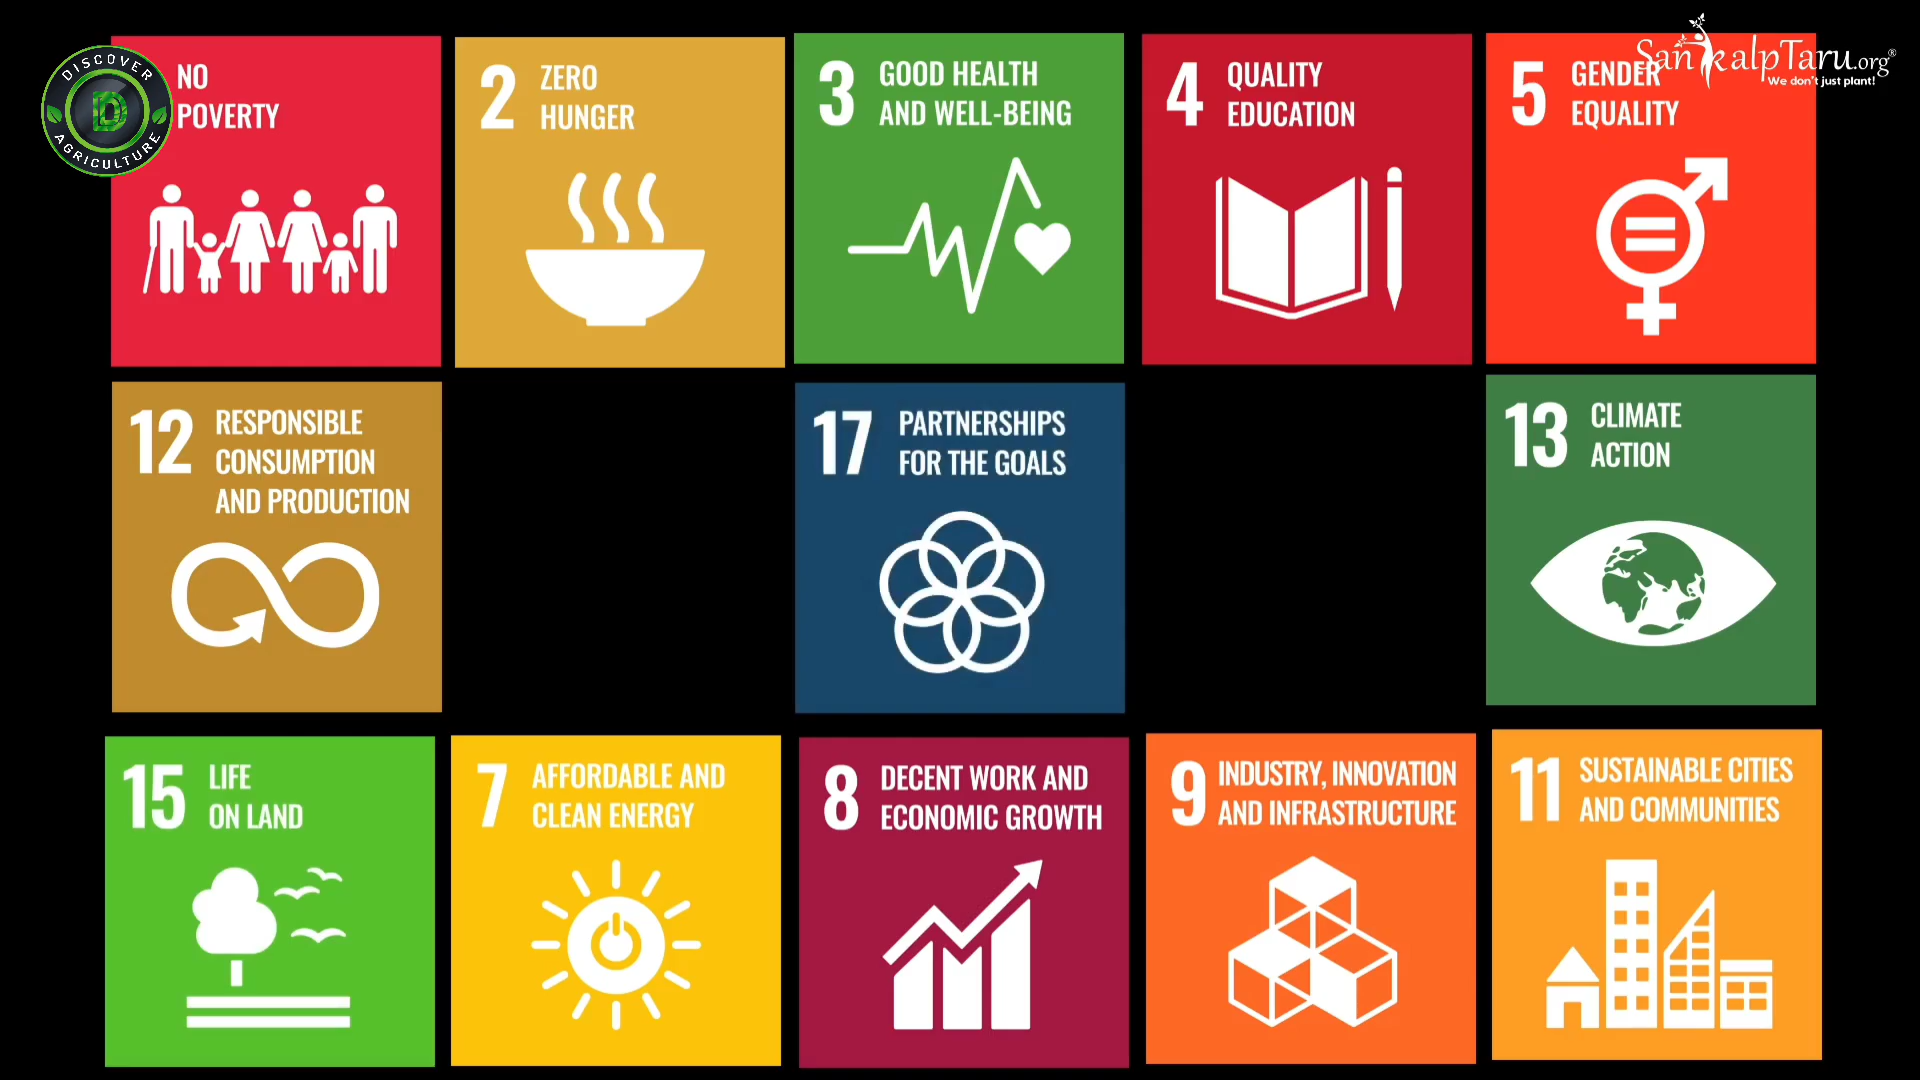 DISCOVER
AGRICULTURE
SankalpTaru.org®
We don't just plant!
NO
POVERTY
2 ZERO
HUNGER
3 GOOD HEALTH
AND WELL-BEING
4 QUALITY
EDUCATION
5 GENDER
EQUALITY
12 RESPONSIBLE
CONSUMPTION
AND PRODUCTION
17 PARTNERSHIPS
FOR THE GOALS
13 CLIMATE
ACTION
15 LIFE
ON LAND
7 AFFORDABLE AND
CLEAN ENERGY
8 DECENT WORK AND
ECONOMIC GROWTH
9 INDUSTRY, INNOVATION
AND INFRASTRUCTURE
11 SUSTAINABLE CITIES
AND COMMUNITIES